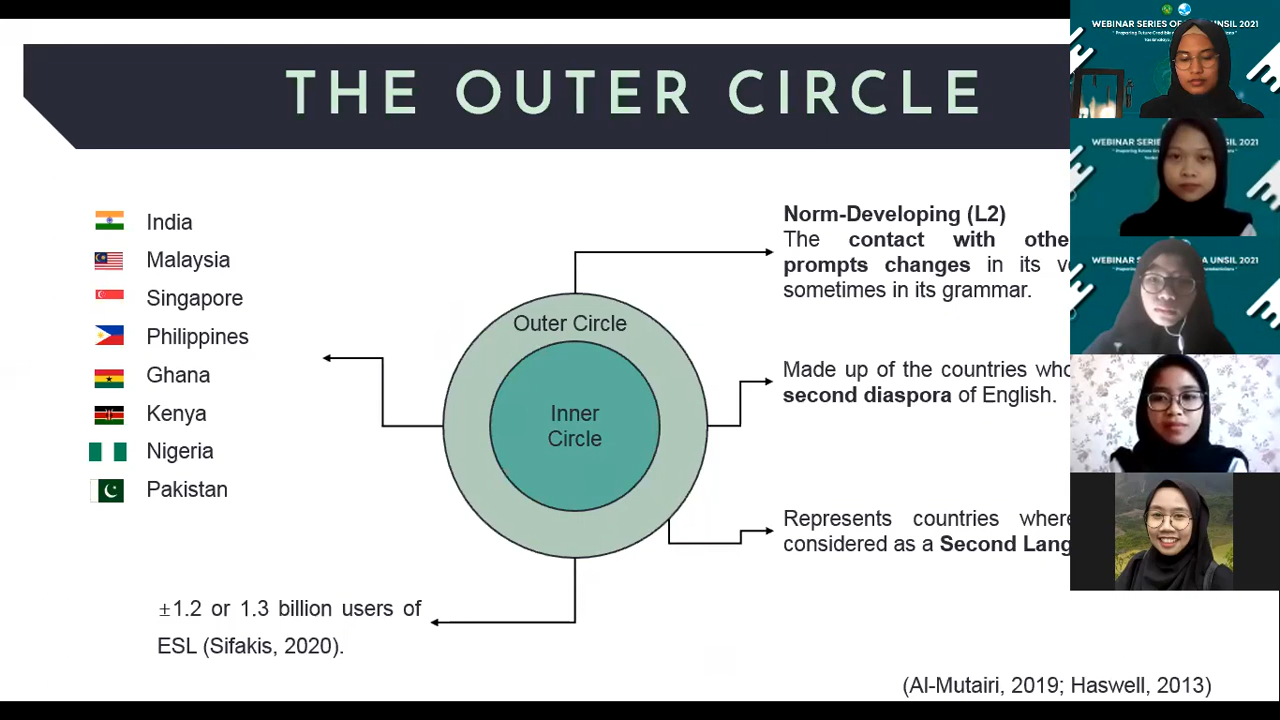 THE OUTER CIRCLE
India
Malaysia
Singapore
Philippines
Ghana
Kenya
Nigeria
Pakistan
Outer Circle
Inner
Circle
Norm-Developing (L2)
The contact with othe
prompts changes in its
sometimes in its grammar.
Made up of the countries
second diaspora of English.
Represents countries where
considered as a Second
±1.2 or 1.3 billion users of
ESL (Sifakis, 2020).
(Al-Mutairi, 2019; Haswell, 2013)
WEBINAR SERIES UNSIL 2021
WEBINAR UNSIL 2021
WEBINAR UNSIL 2021